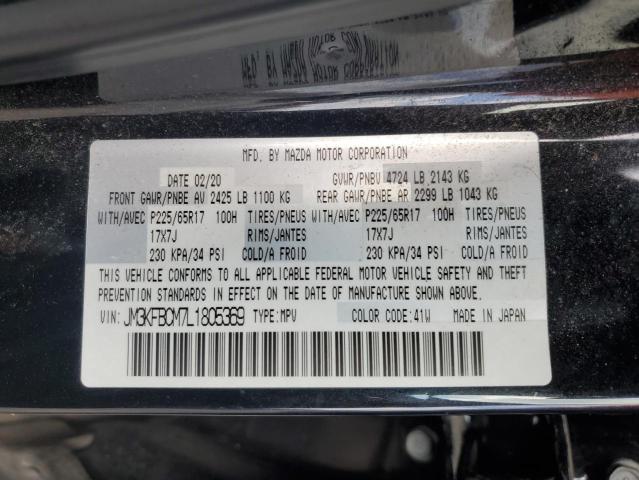 MFD. BY MAZDA MOTOR CORPORATION
DATE 02/20 GVWR/PNBV 4724 LB 2143 KG
FRONT GAWR/PNBE AV 2425 LB 1100 KG REAR GAWR/PNBE AR 2299 LB 1043 KG
WITH/AVEC P225/65R17 100H TIRES/PNEUS WITH/AVEC P225/65R17 100H TIRES/PNEUS
17X7J RIMS/JANTES 17X7J RIMS/JANTES
230 KPA/34 PSI COLD/A FROID 230 KPA/34 PSI COLD/A FROID
THIS VEHICLE CONFORMS TO ALL APPLICABLE FEDERAL MOTOR VEHICLE SAFETY AND THEFT
PREVENTION STANDARDS IN EFFECT ON THE DATE OF MANUFACTURE SHOWN ABOVE.
VIN: JM3KFBCM7L1805369 TYPE:MPV COLOR CODE:41W MADE IN JAPAN